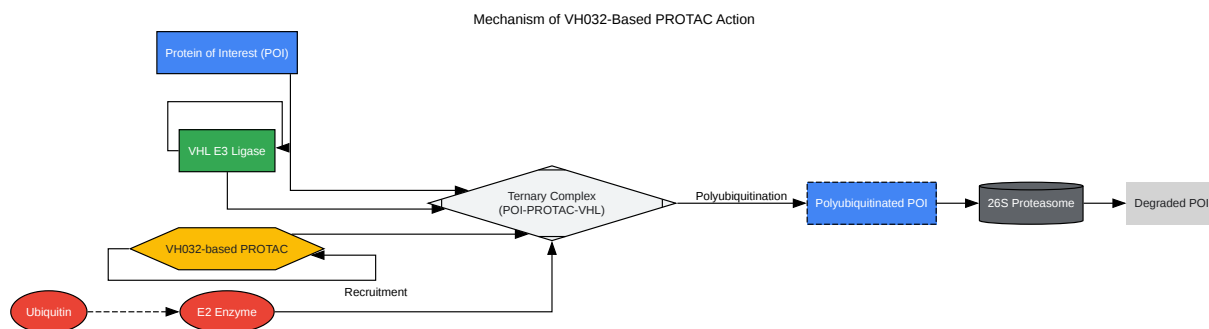 Mechanism of VH032-Based PROTAC Action
Protein of Interest (POI)
VHL E3 Ligase
Ternary Complex
(POI-PROTAC-VHL)
Polyubiquitination
Polyubiquitinated POI
26S Proteasome
Degraded POI
VH032-based PROTAC
Recruitment
Ubiquitin
E2 Enzyme